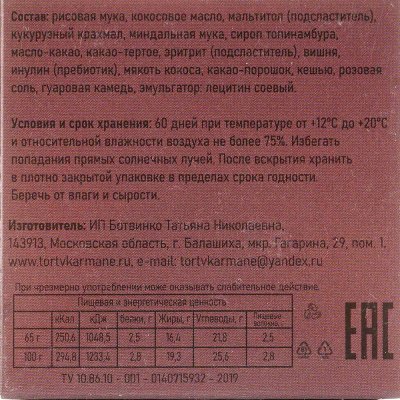 Состав: рисовая мука, кокосовое масло, мальтитол (подсластитель),
кукурузный крахмал, миндальная мука, сироп топинамбура,
масло-какао, какао-тертое, эритрит (подсластитель), вишня,
инулин (пребиотик), мякоть кокоса, какао-порошок, кешью, розовая
соль, гуаровая камедь, эмульгатор: лецитин соевый.
Условия и срок хранения: 60 дней при температуре от +12°С до +20°С
и относительной влажности воздуха не более 75%. Избегать
попадания прямых солнечных лучей. После вскрытия хранить
в плотно закрытой упаковке в пределах срока годности.
Беречь от влаги и сырости.
Изготовитель: ИП Ботвинко Татьяна Николаевна,
143913, Московская область, г. Балашиха, мкр. Гагарина, 29, пом. 1,
www.tortvkarmane.ru, e-mail: tortvkarmane@yandex.ru
При чрезмерном употреблении может оказывать слабительное действие.
Пищевая и энергетическая ценность
кКал кДж Белки, г Жиры, г Углеводы, г Пищевые волокна, г
65 г 250,6 1048,5 2,5 16,4 21,8 2,5
100 г 294,8 1233,4 2,8 19,3 25,6 2,8
ТУ 10.86.10 - 001 - 0140715932 - 2019
EAC